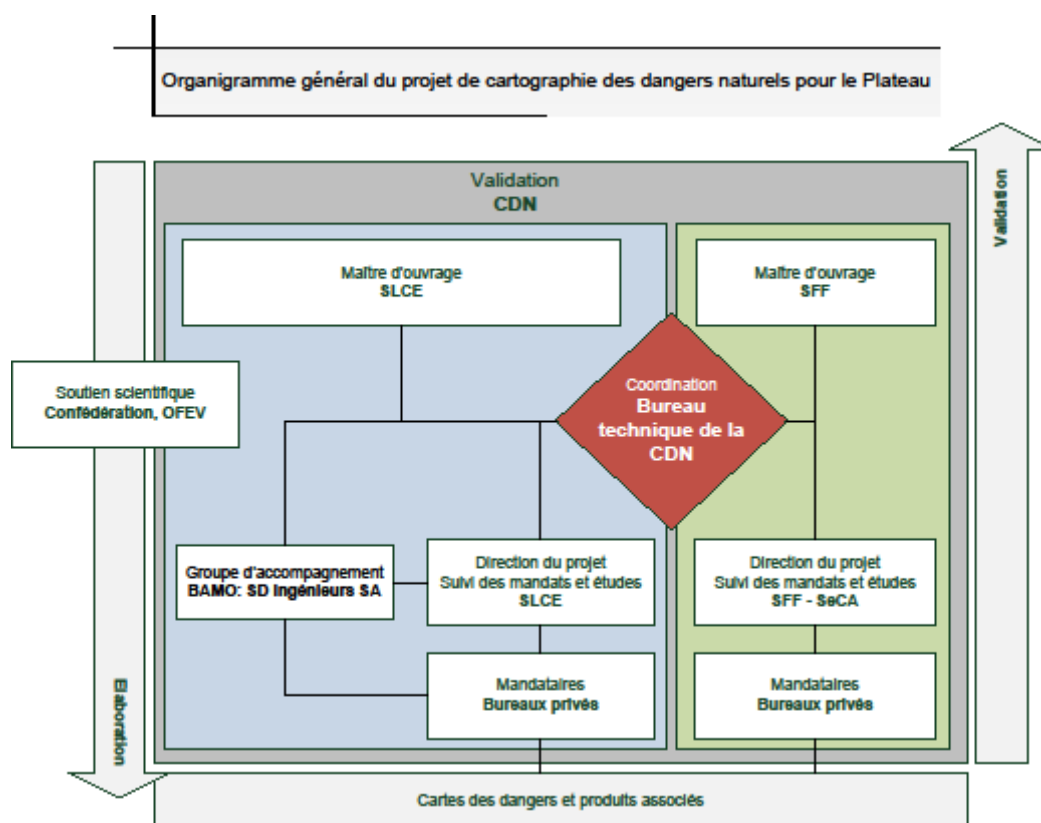 Organigramme général du projet de cartographie des dangers naturels pour le Plateau
Validation
CDN
Validation
Maître d'ouvrage
SLCE
Maître d'ouvrage
SFF
Soutien scientifique
Confédération, OFEV
Coordination
Bureau
technique de la
CDN
Groupe d'accompagnement
BAMO: SD Ingénieurs SA
Direction du projet
Suivi des mandats et études
SLCE
Direction du projet
Suivi des mandats et études
SFF - SeCA
Mandataires
Bureaux privés
Mandataires
Bureaux privés
Elaboration
Cartes des dangers et produits associés